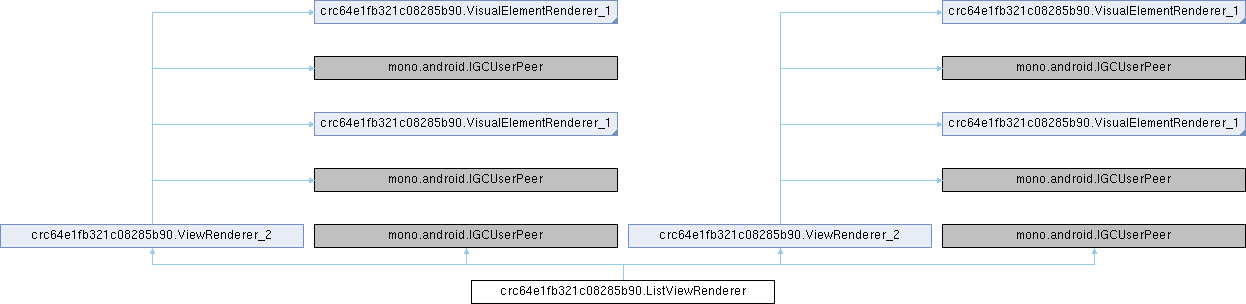 crc64e1fb321c08285b90.VisualElementRenderer_1
crc64e1fb321c08285b90.VisualElementRenderer_1
mono.android.IGCUserPeer
mono.android.IGCUserPeer
crc64e1fb321c08285b90.VisualElementRenderer_1
crc64e1fb321c08285b90.VisualElementRenderer_1
mono.android.IGCUserPeer
mono.android.IGCUserPeer
crc64e1fb321c08285b90.ViewRenderer_2
mono.android.IGCUserPeer
crc64e1fb321c08285b90.ViewRenderer_2
mono.android.IGCUserPeer
crc64e1fb321c08285b90.ListViewRenderer